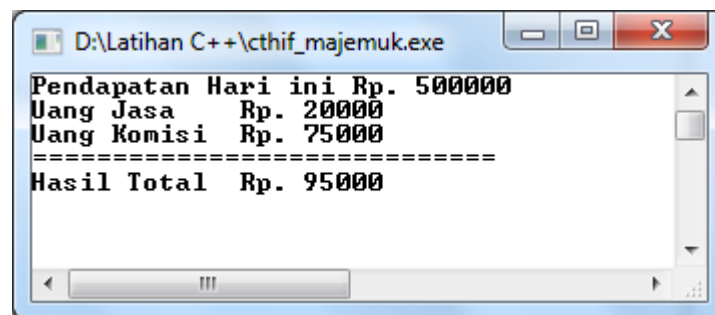 D:\Latihan C++\cthif_majemuk.exe
Pendapatan Hari ini Rp. 500000
Uang Jasa    Rp. 20000
Uang Komisi  Rp. 75000
=============================
Hasil Total  Rp. 95000